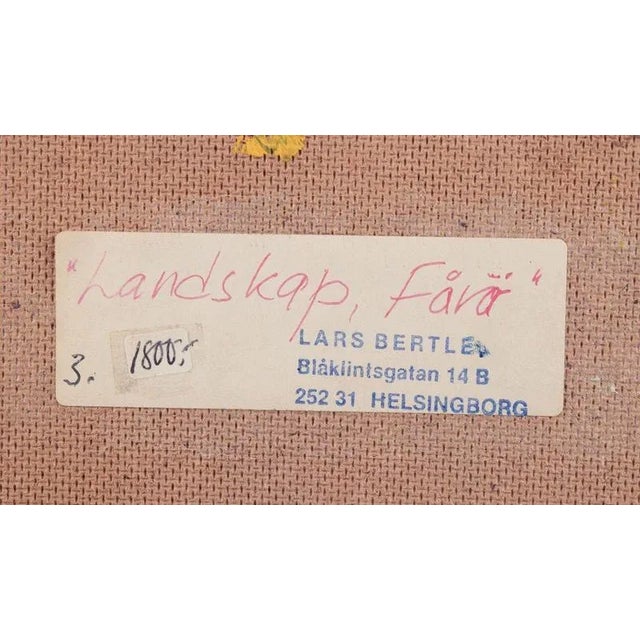 "Landskap, Fårö"
3. 1800:-
LARS BERTLE
Blåklintsgatan 14 B
252 31 HELSINGBORG